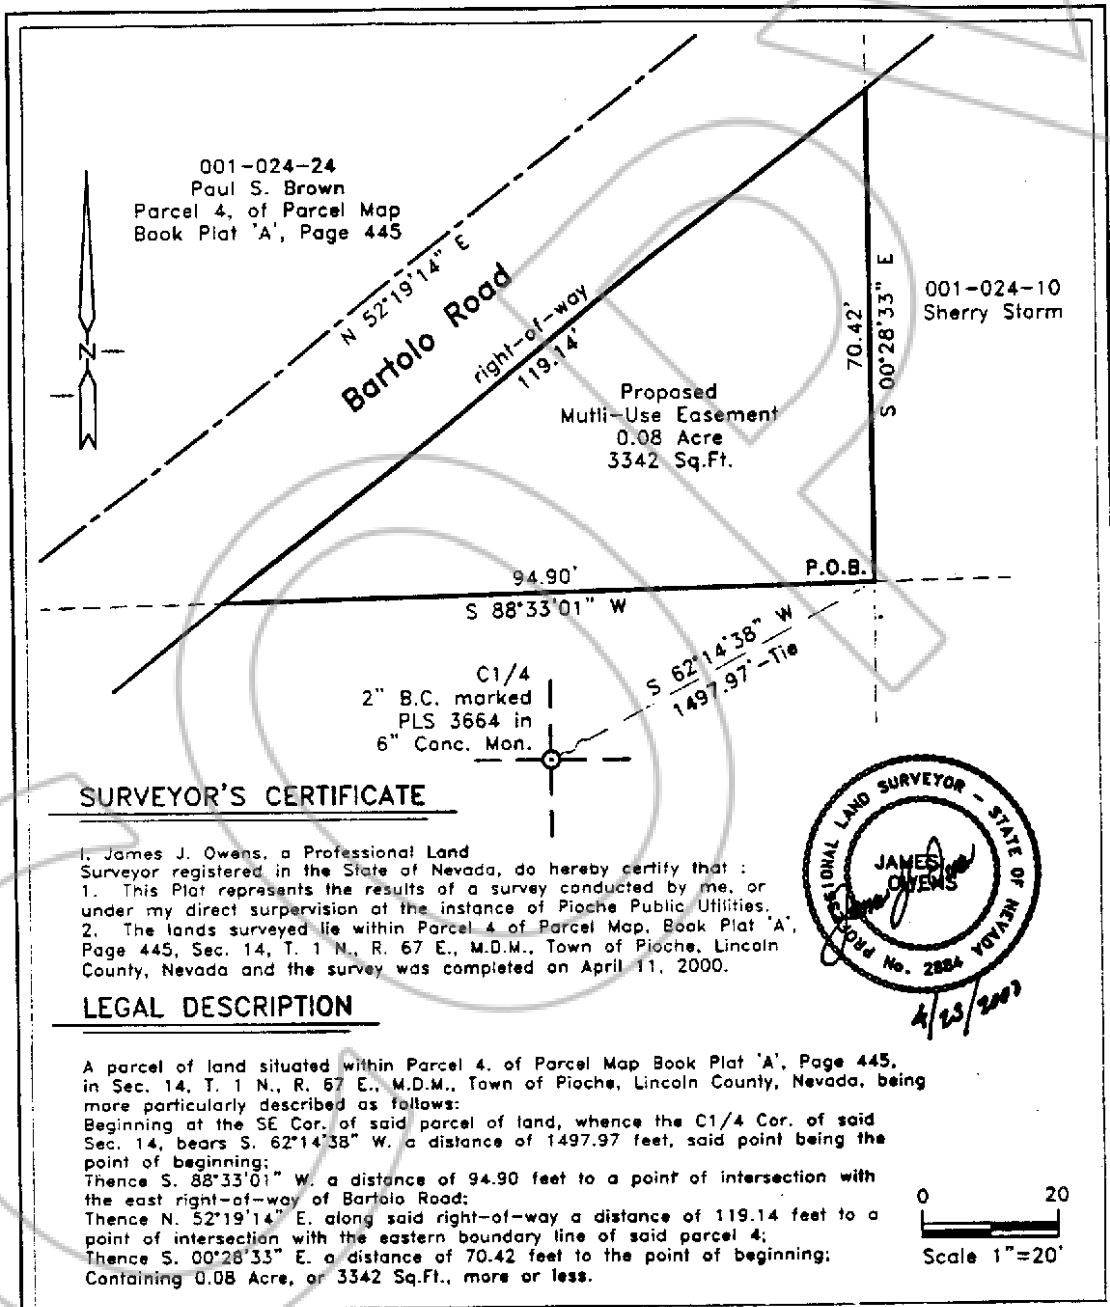 001-024-24
Paul S. Brown
Parcel 4, of Parcel Map
Book Plat 'A', Page 445
N 52°19'14" E
Bartolo Road
right-of-way
119.14'
70.42'
S 00°28'33" E
001-024-10
Sherry Storm
N
Proposed
Mutli-Use Easement
0.08 Acre
3342 Sq.Ft.
94.90'
P.O.B.
S 88°33'01" W
S 62°14'38" W
1497.97'-Tie
C1/4
2" B.C. marked
PLS 3664 in
6" Conc. Mon.
SURVEYOR'S CERTIFICATE
I, James J. Owens, a Professional Land
Surveyor registered in the State of Nevada, do hereby certify that :
1. This Plat represents the results of a survey conducted by me, or
under my direct surpervision at the instance of Pioche Public Utilities.
2. The lands surveyed lie within Parcel 4 of Parcel Map, Book Plat 'A',
Page 445, Sec. 14, T. 1 N., R. 67 E., M.D.M., Town of Pioche, Lincoln
County, Nevada and the survey was completed on April 11, 2000.
PROFESSIONAL LAND SURVEYOR - STATE OF NEVADA
JAMES
OWENS
No. 2884
LEGAL DESCRIPTION
A parcel of land situated within Parcel 4, of Parcel Map Book Plat 'A', Page 445,
in Sec. 14, T. 1 N., R. 67 E., M.D.M., Town of Pioche, Lincoln County, Nevada, being
more particularly described as follows:
Beginning at the SE Cor. of said parcel of land, whence the C1/4 Cor. of said
Sec. 14, bears S. 62°14'38" W. a distance of 1497.97 feet, said point being the
point of beginning;
Thence S. 88°33'01" W. a distance of 94.90 feet to a point of intersection with
the east right-of-way of Bartolo Road;
Thence N. 52°19'14" E. along said right-of-way a distance of 119.14 feet to a
point of intersection with the eastern boundary line of said parcel 4;
Thence S. 00°28'33" E. a distance of 70.42 feet to the point of beginning;
Containing 0.08 Acre, or 3342 Sq.Ft., more or less.
0 20
Scale 1"=20'